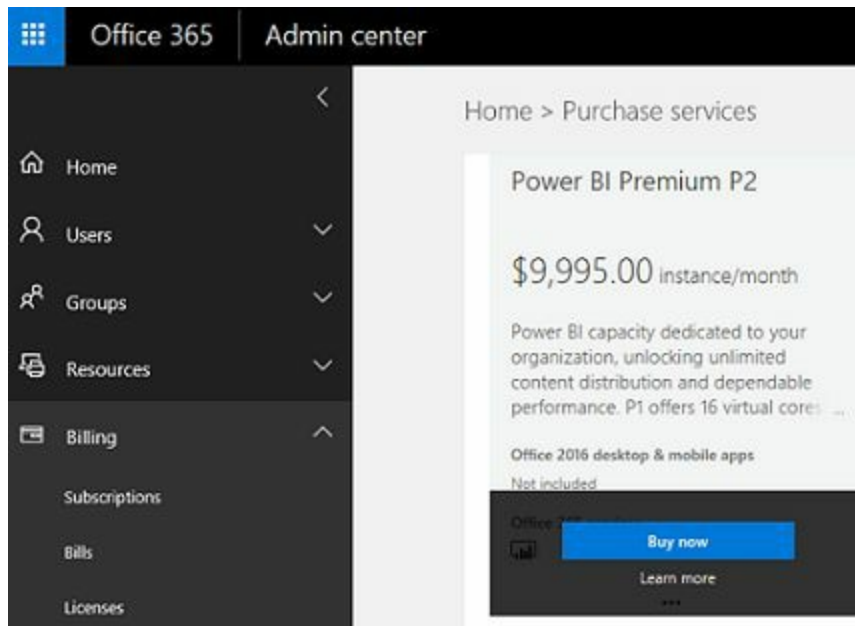 Office 365 Admin center
Home
Users
Groups
Resources
Billing
Subscriptions
Bills
Licenses
Home > Purchase services
Power BI Premium P2
$9,995.00 instance/month
Power BI capacity dedicated to your
organization, unlocking unlimited
content distribution and dependable
performance. P1 offers 16 virtual cores ...
Office 2016 desktop & mobile apps
Not included
Office
Buy now
Learn more
...